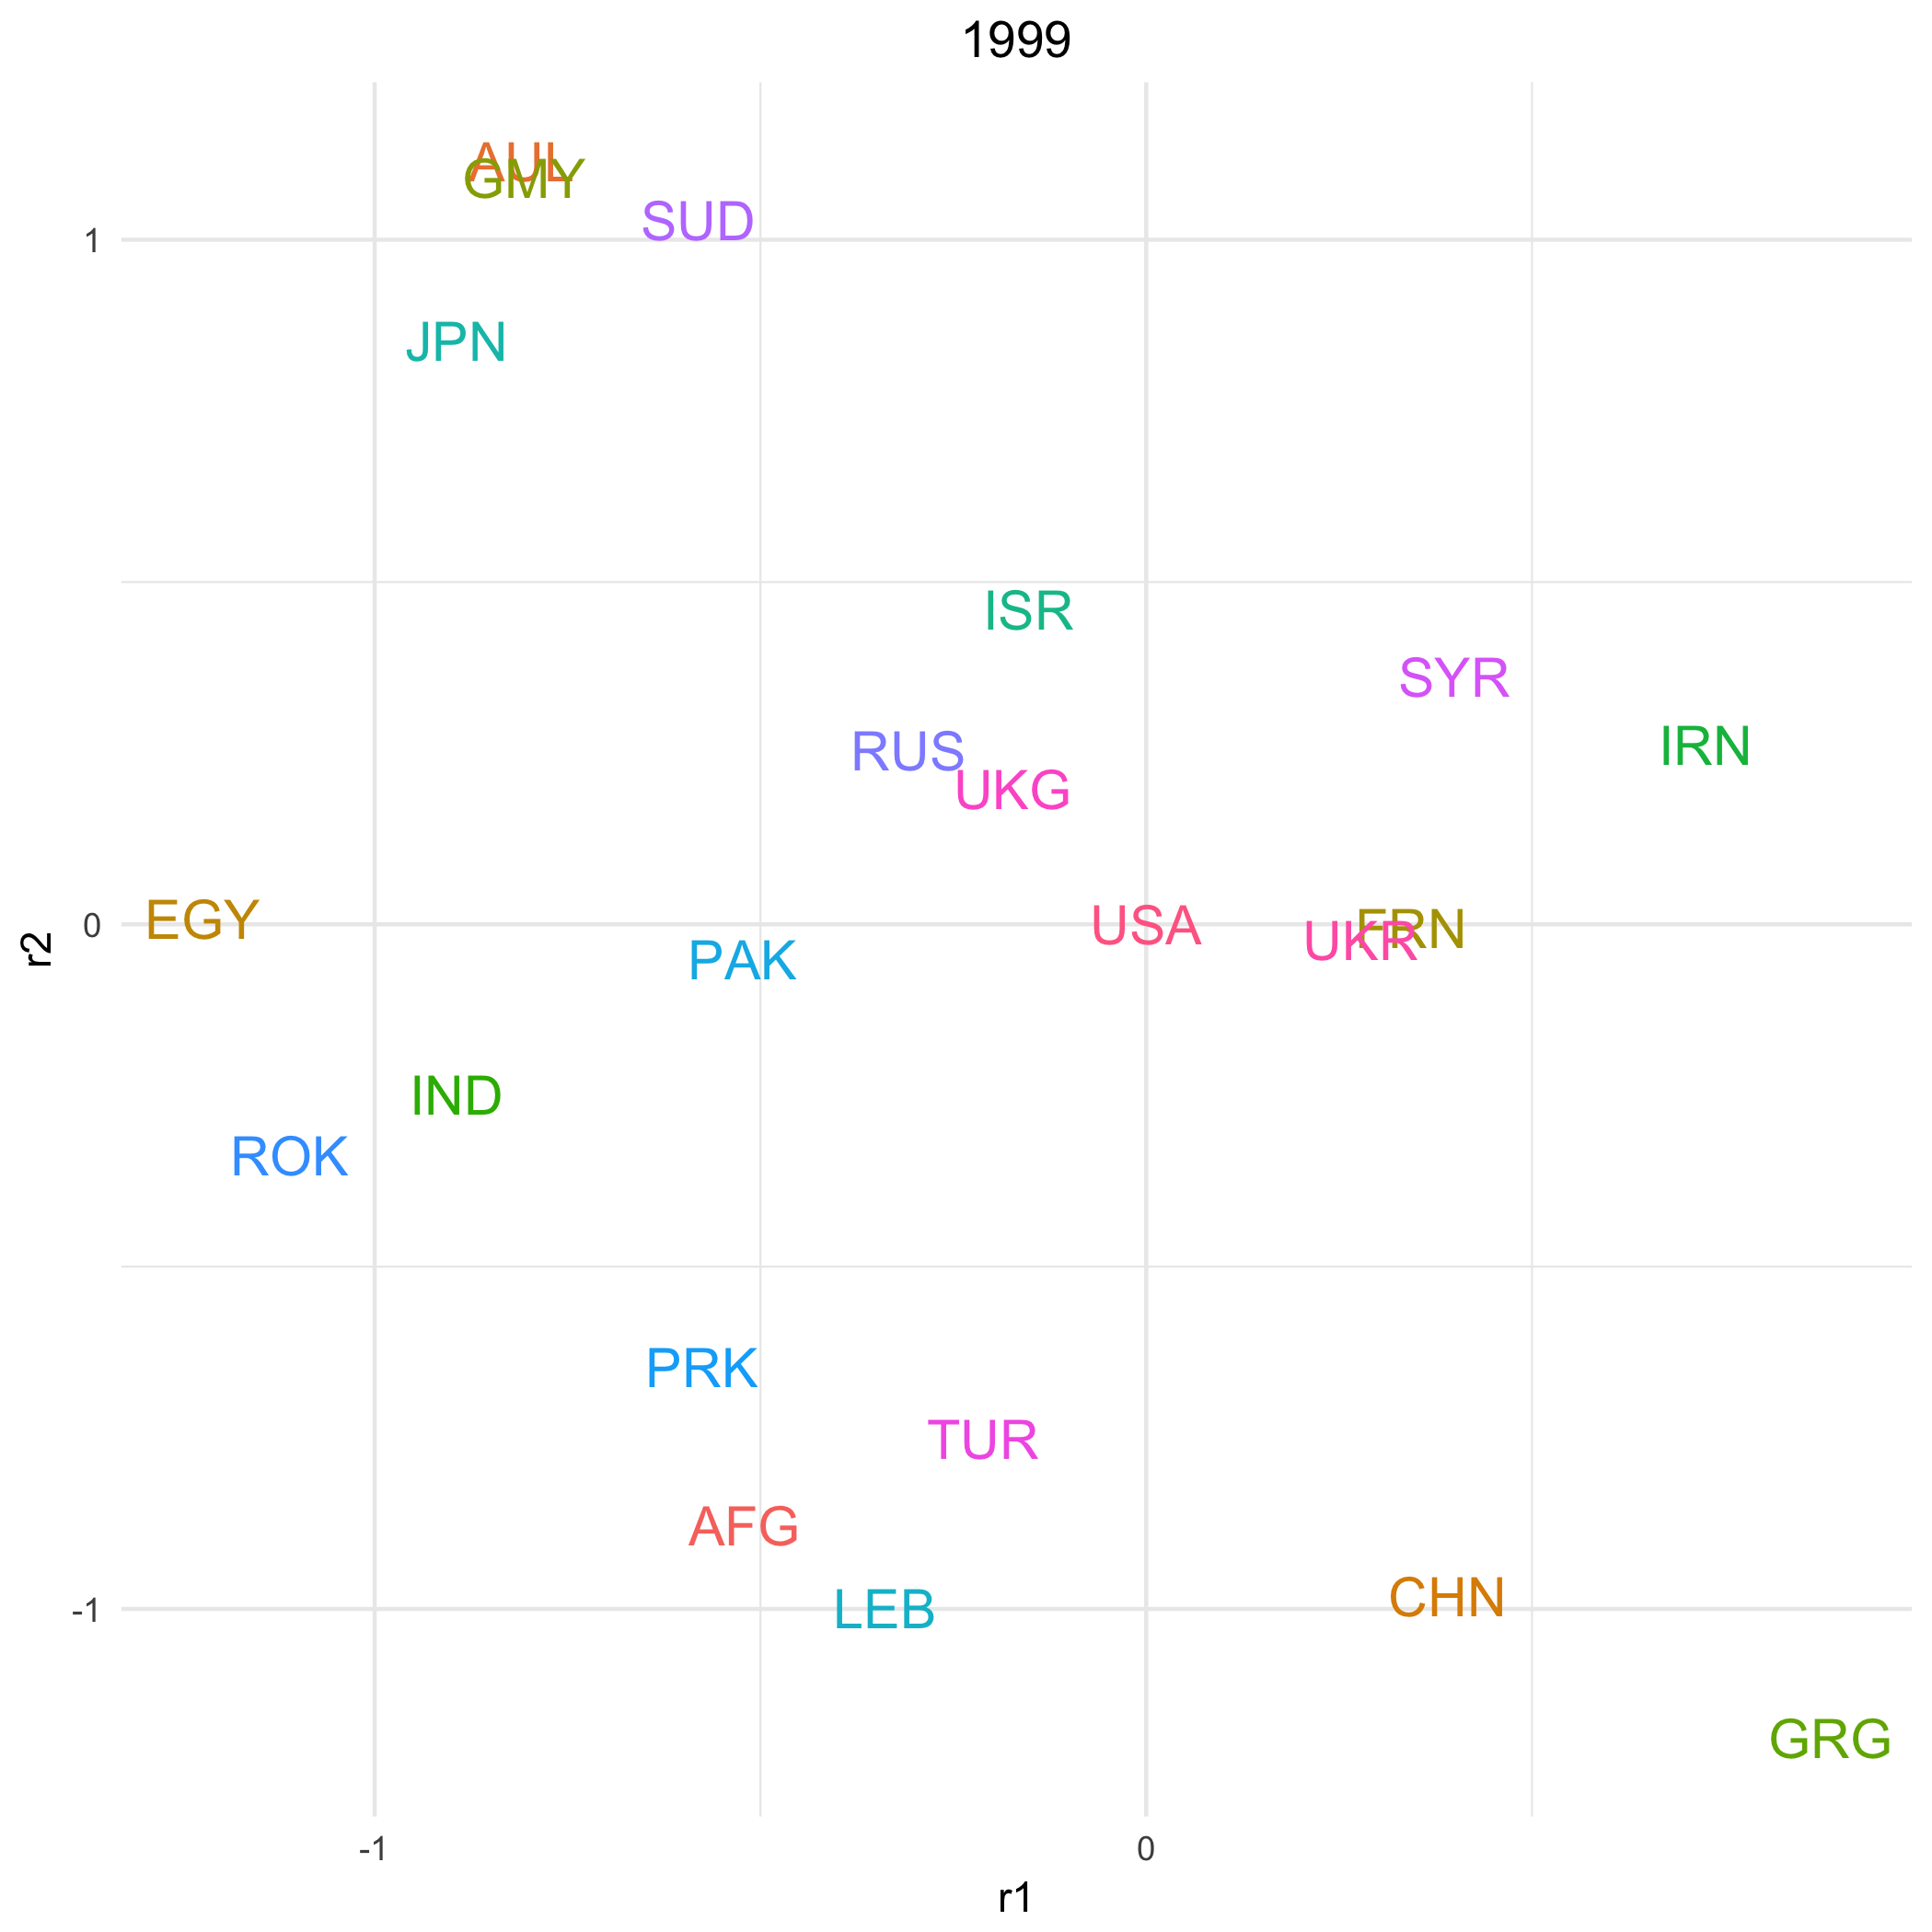 1999
AUL
GMY
SUD
1
JPN
ISR
SYR
RUS
IRN
UKG
EGY
0
USA
FRN
UKR
r2
PAK
IND
ROK
PRK
TUR
AFG
CHN
LEB
-1
GRG
-1
0
r1